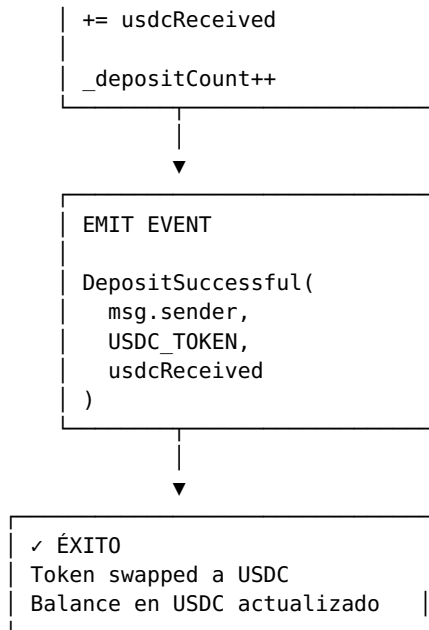 += usdcReceived
_depositCount++
EMIT EVENT
DepositSuccessful(
msg.sender,
USDC_TOKEN,
usdcReceived
)
✓ ÉXITO
Token swapped a USDC
Balance en USDC actualizado